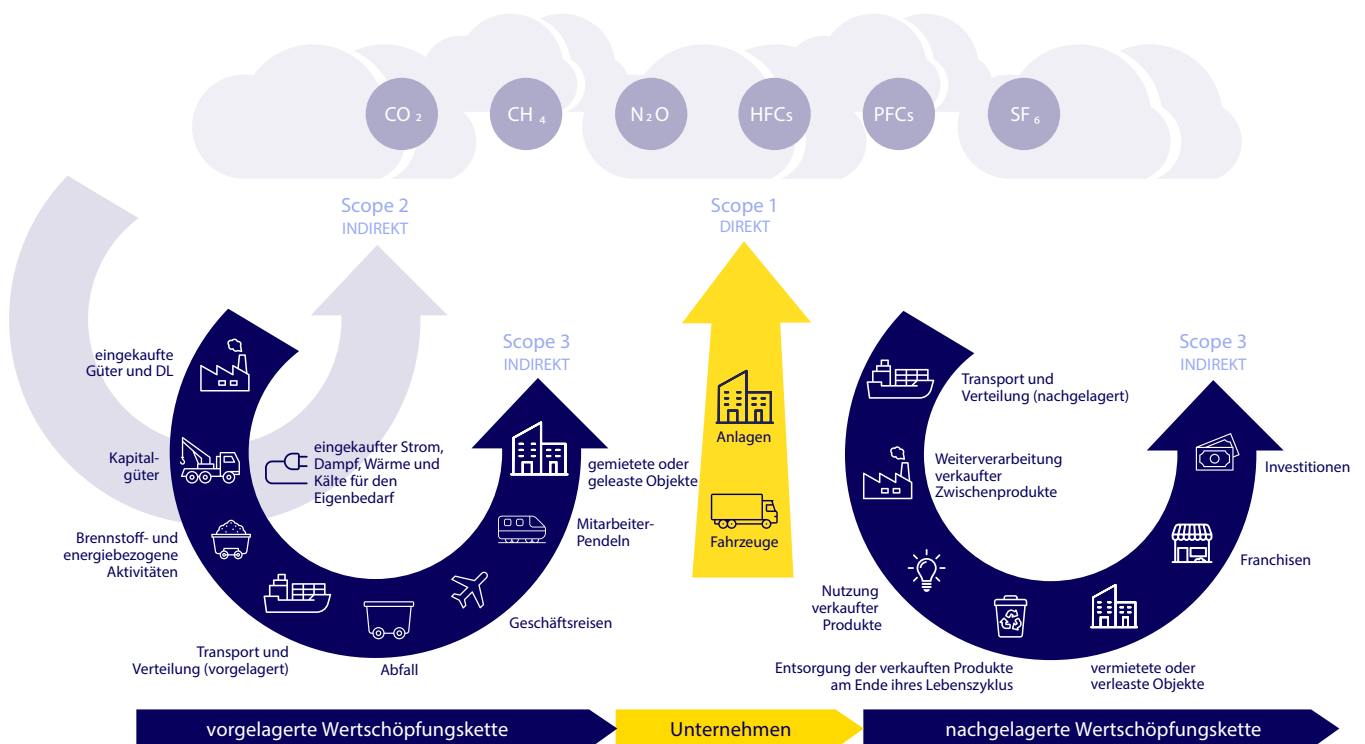 CO₂
CH₄
N₂O
HFCs
PFCs
SF₆
Scope 2
INDIREKT
Scope 1
DIREKT
Scope 3
INDIREKT
Scope 3
INDIREKT
eingekaufte
Güter und DL
Kapital-
güter
Brennstoff- und
energiebezogene
Aktivitäten
Transport und
Verteilung (vorgelagert)
Abfall
Geschäftsreisen
Mitarbeiter-
Pendeln
gemietete oder
geleaste Objekte
eingekaufter Strom,
Dampf, Wärme und
Kälte für den
Eigenbedarf
Anlagen
Fahrzeuge
Transport und
Verteilung (nachgelagert)
Weiterverarbeitung
verkaufter
Zwischenprodukte
Nutzung
verkaufter
Produkte
Entsorgung der verkauften Produkte
am Ende ihres Lebenszyklus
vermietete oder
verleaste Objekte
Franchisen
Investitionen
vorgelagerte Wertschöpfungskette
Unternehmen
nachgelagerte Wertschöpfungskette